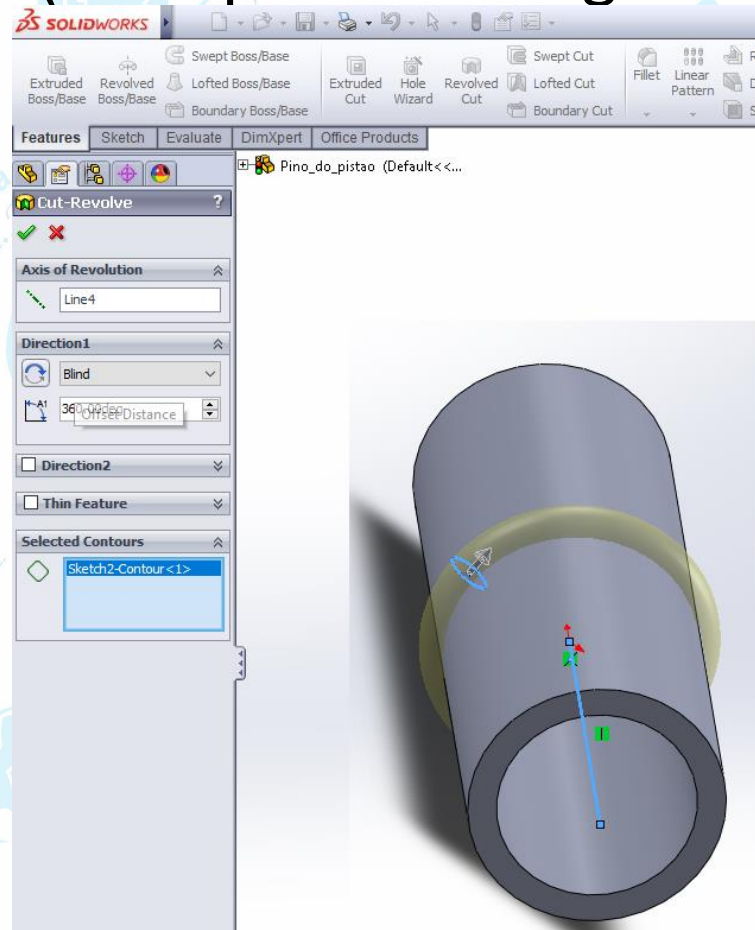 SOLIDWORKS
Extruded Boss/Base
Revolved Boss/Base
Swept Boss/Base
Lofted Boss/Base
Boundary Boss/Base
Extruded Cut
Hole Wizard
Revolved Cut
Swept Cut
Lofted Cut
Boundary Cut
Fillet
Linear Pattern
Features Sketch Evaluate DimXpert Office Products
Pino_do_pistao (Default<<...
Cut-Revolve ?
Axis of Revolution
Line4
Direction1
Blind
A1
Offset Distance
Direction2
Thin Feature
Selected Contours
Sketch2-Contour<1>